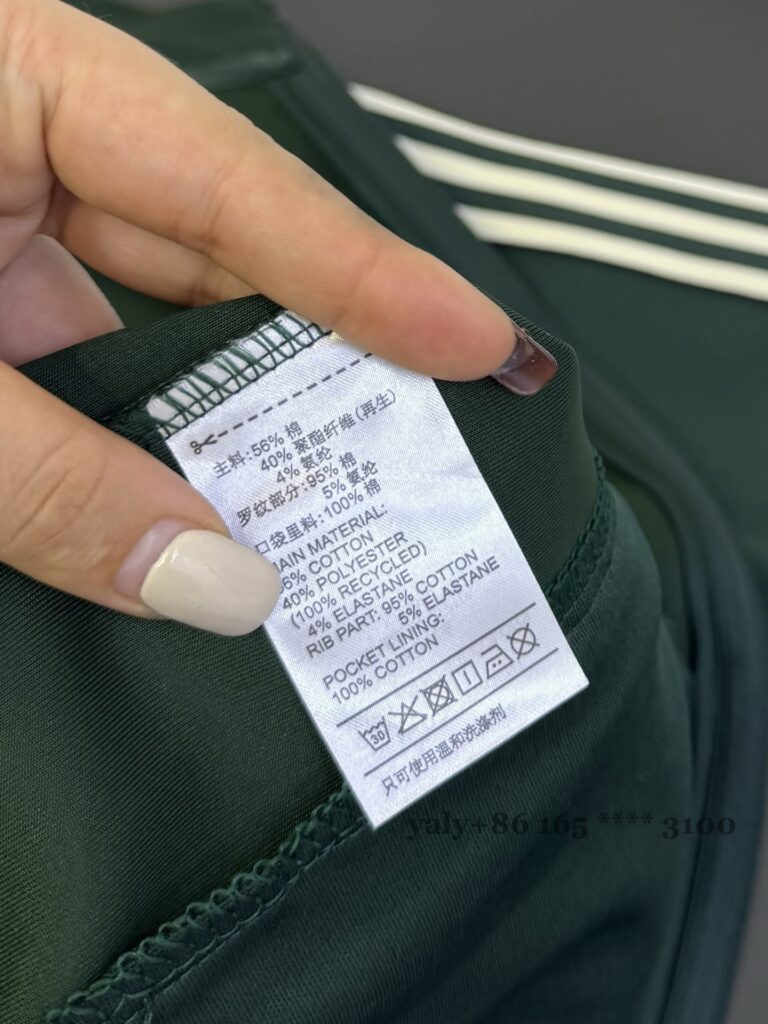 主料:56% 棉
40% 聚酯纤维(再生)
4% 氨纶
罗纹部分:95% 棉
5% 氨纶
口袋里料:100% 棉
MATERIAL:
COTTON
40% POLYESTER
(100% RECYCLED)
4% ELASTANE
RIB PART: 95% COTTON
5% ELASTANE
POCKET LINING:
100% COTTON
30
只可使用温和洗涤剂
yaly+86 165 **** 3100